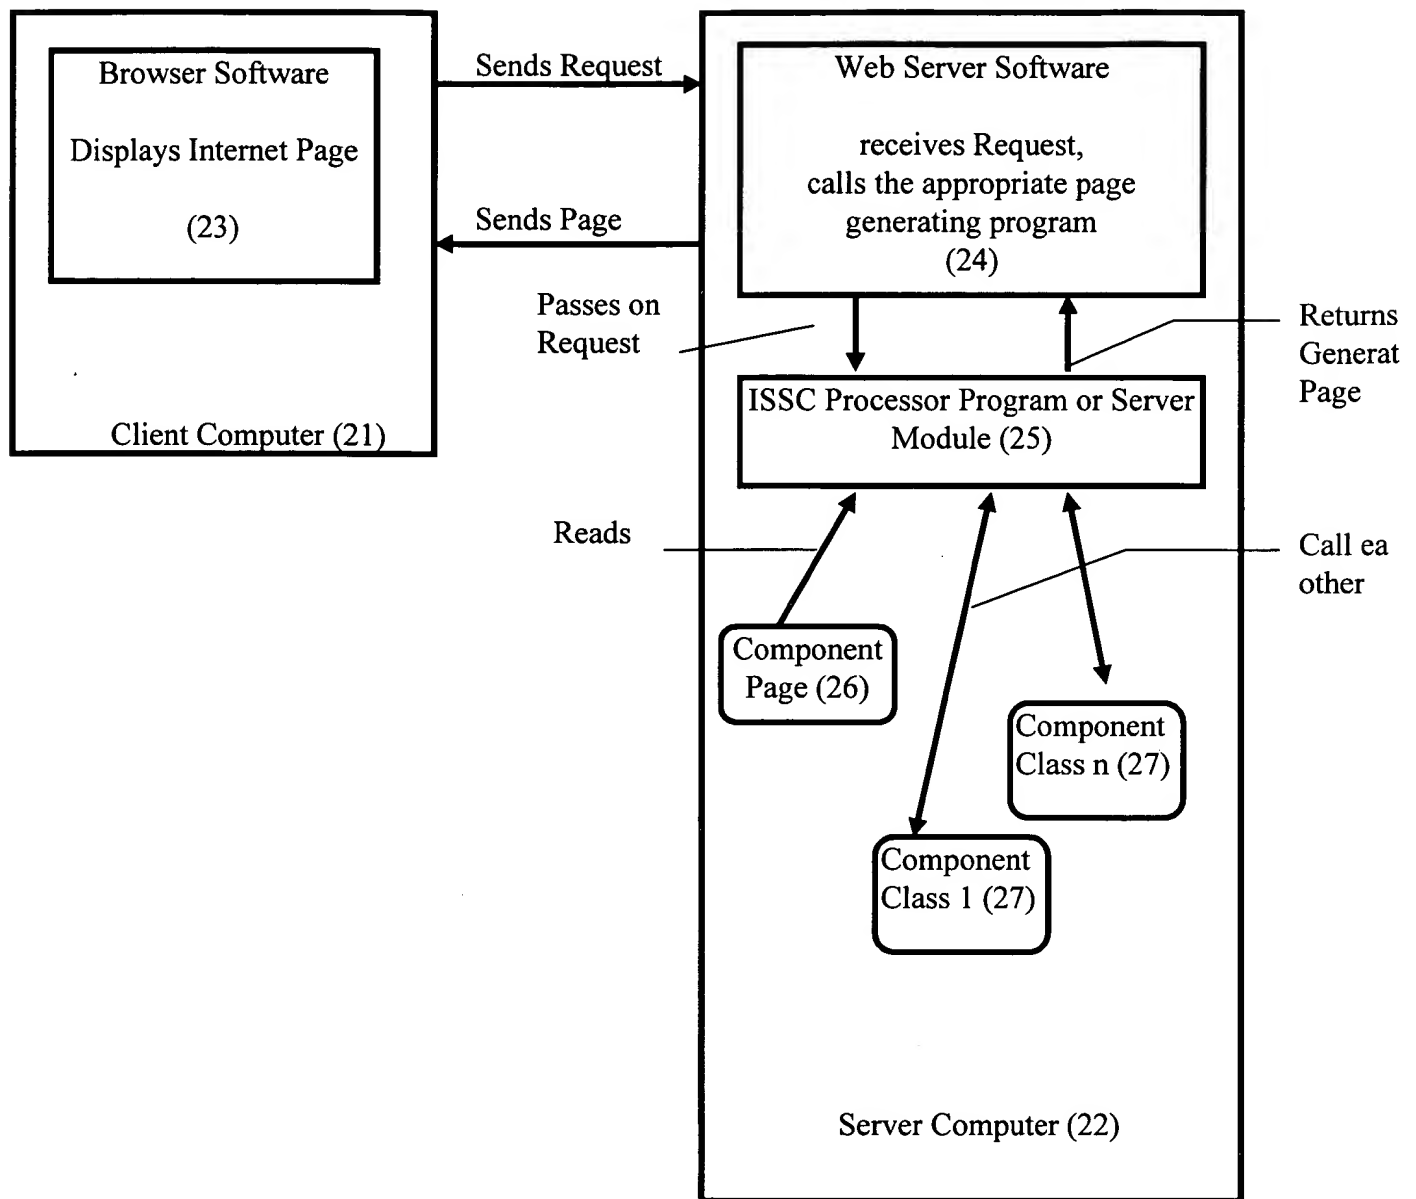 Browser Software
Displays Internet Page
(23)
Client Computer (21)
Sends Request
Sends Page
Web Server Software
receives Request,
calls the appropriate page
generating program
(24)
Passes on
Request
Returns
Generat
Page
ISSC Processor Program or Server
Module (25)
Reads
Call ea
other
Component
Page (26)
Component
Class n (27)
Component
Class 1 (27)
Server Computer (22)